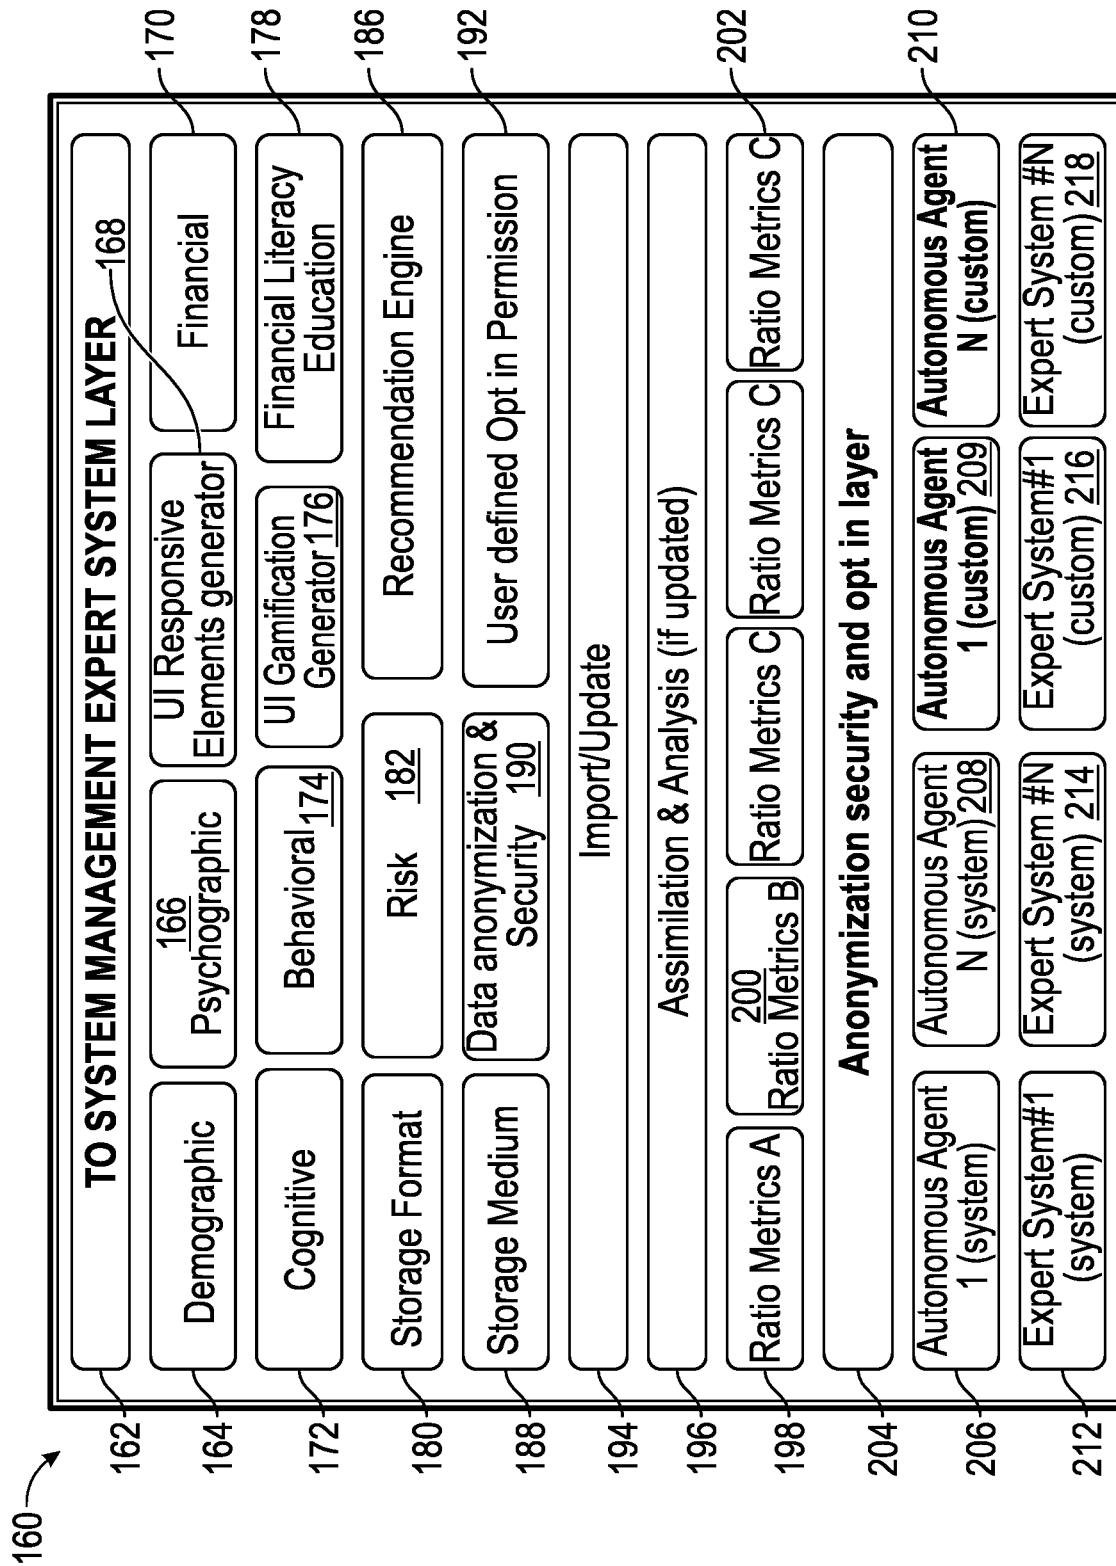 160
162
TO SYSTEM MANAGEMENT EXPERT SYSTEM LAYER
164
Demographic
166
Psychographic
UI Responsive
Elements generator
168
Financial
170
172
Cognitive
Behavioral 174
UI Gamification
Generator 176
Financial Literacy
Education
178
180
Storage Format
Risk 182
Recommendation Engine
186
188
Storage Medium
Data anonymization &
Security 190
User defined Opt in Permission
192
194
Import/Update
196
Assimilation & Analysis (if updated)
198
Ratio Metrics A
200
Ratio Metrics B
Ratio Metrics C
Ratio Metrics C
Ratio Metrics C
202
204
Anonymization security and opt in layer
206
Autonomous Agent
1 (system)
Autonomous Agent
N (system) 208
Autonomous Agent
1 (custom) 209
Autonomous Agent
N (custom)
210
212
Expert System#1
(system)
Expert System #N
(system) 214
Expert System#1
(custom) 216
Expert System #N
(custom) 218